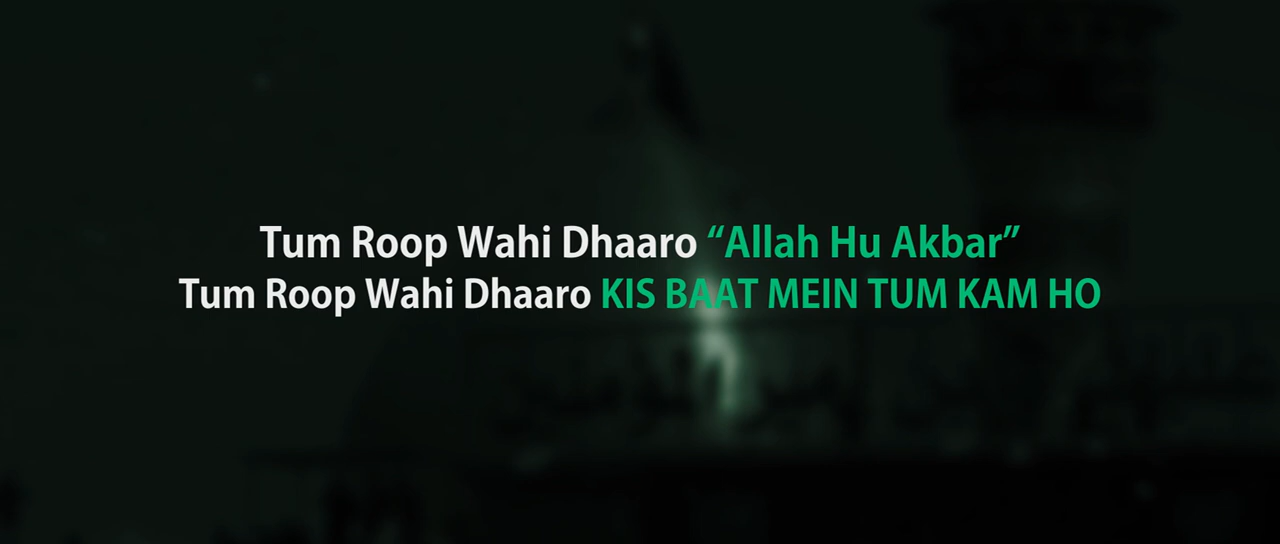 Tum Roop Wahi Dhaaro “Allah Hu Akbar”
Tum Roop Wahi Dhaaro KIS BAAT MEIN TUM KAM HO